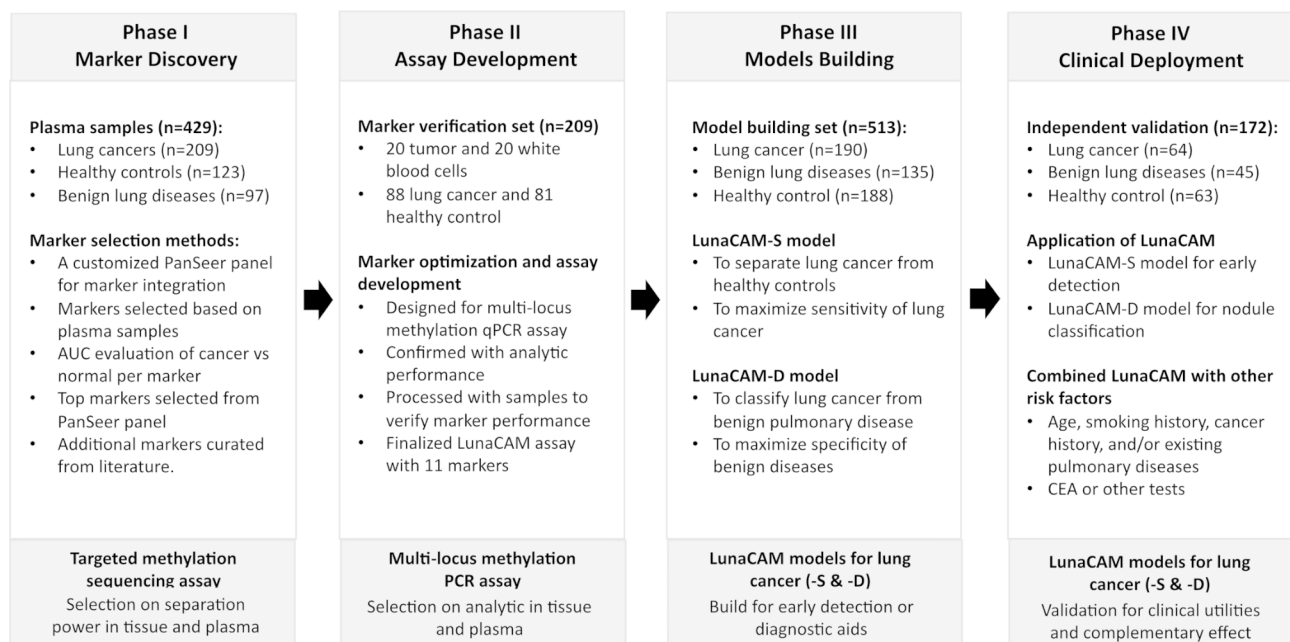 Phase I
Marker Discovery
Plasma samples (n=429):
• Lung cancers (n=209)
• Healthy controls (n=123)
• Benign lung diseases (n=97)
Marker selection methods:
• A customized PanSeer panel
for marker integration
• Markers selected based on
plasma samples
• AUC evaluation of cancer vs
normal per marker
• Top markers selected from
PanSeer panel
• Additional markers curated
from literature.
Targeted methylation
sequencing assay
Selection on separation
power in tissue and plasma
Phase II
Assay Development
Marker verification set (n=209)
• 20 tumor and 20 white
blood cells
• 88 lung cancer and 81
healthy control
Marker optimization and assay
development
• Designed for multi-locus
methylation qPCR assay
• Confirmed with analytic
performance
• Processed with samples to
verify marker performance
• Finalized LunaCAM assay
with 11 markers
Multi-locus methylation
PCR assay
Selection on analytic in tissue
and plasma
Phase III
Models Building
Model building set (n=513):
• Lung cancer (n=190)
• Benign lung diseases (n=135)
• Healthy control (n=188)
LunaCAM-S model
• To separate lung cancer from
healthy controls
• To maximize sensitivity of lung
cancer
LunaCAM-D model
• To classify lung cancer from
benign pulmonary disease
• To maximize specificity of
benign diseases
LunaCAM models for lung
cancer (-S & -D)
Build for early detection or
diagnostic aids
Phase IV
Clinical Deployment
Independent validation (n=172):
• Lung cancer (n=64)
• Benign lung diseases (n=45)
• Healthy control (n=63)
Application of LunaCAM
• LunaCAM-S model for early
detection
• LunaCAM-D model for nodule
classification
Combined LunaCAM with other
risk factors
• Age, smoking history, cancer
history, and/or existing
pulmonary diseases
• CEA or other tests
LunaCAM models for lung
cancer (-S & -D)
Validation for clinical utilities
and complementary effect